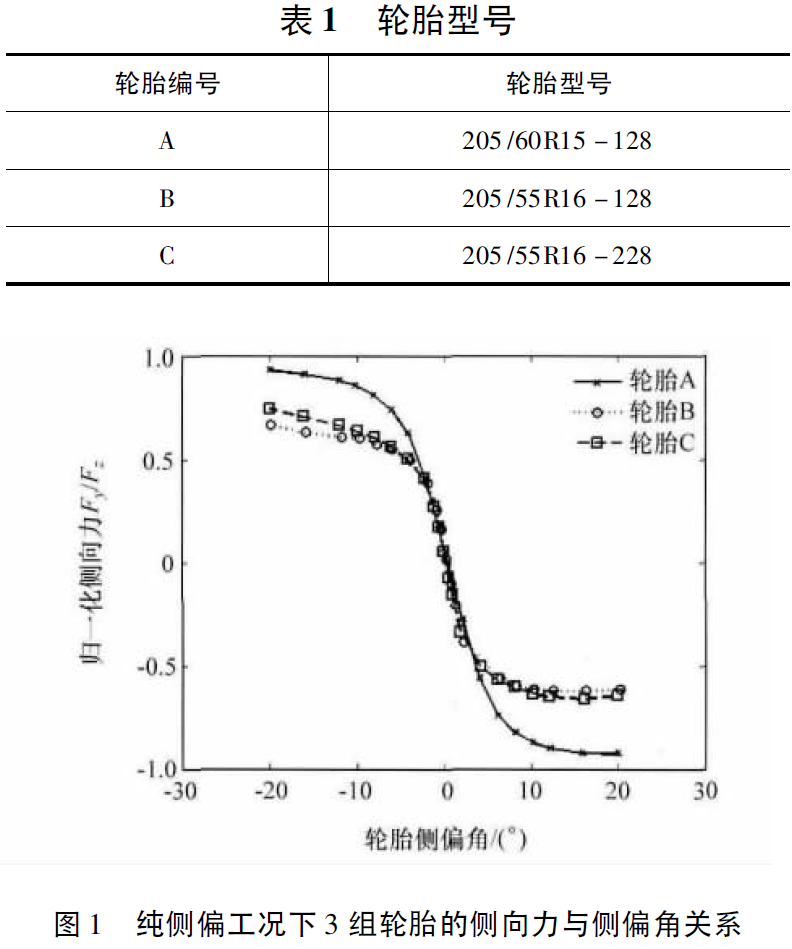 表 1 轮胎型号
轮胎编号 轮胎型号
A 205/60R15－128
B 205/55R16－128
C 205/55R16－228
1.0
轮胎A
轮胎B
0.5
轮胎C
归一化侧向力Fy/Fz
0
-0.5
-1.0
-30 -20 -10 0 10 20 30
轮胎侧偏角/(°)
图 1 纯侧偏工况下 3 组轮胎的侧向力与侧偏角关系